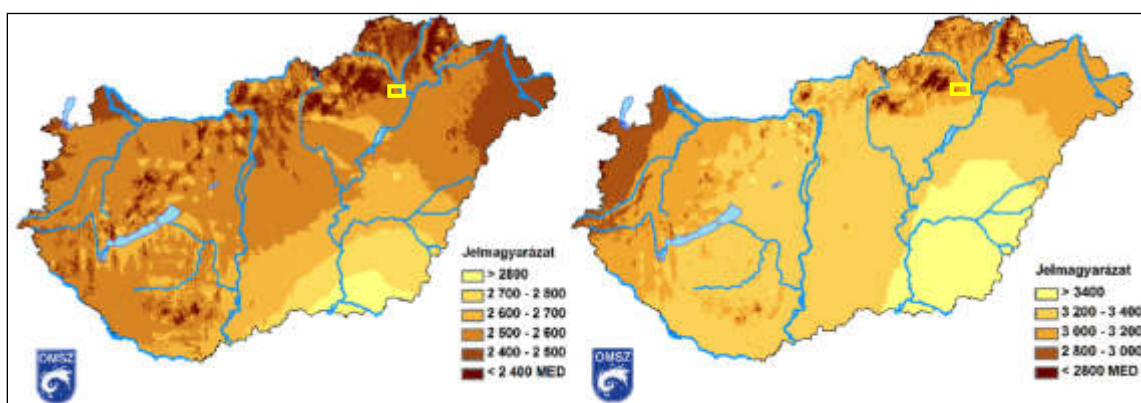 Jelmagyarázat
> 2800
2 700 - 2 800
2 600 - 2 700
2 500 - 2 600
2 400 - 2 500
< 2 400 MED
OMSZ
Jelmagyarázat
> 3400
3 200 - 3 400
3 000 - 3 200
2 800 - 3 000
< 2800 MED
OMSZ